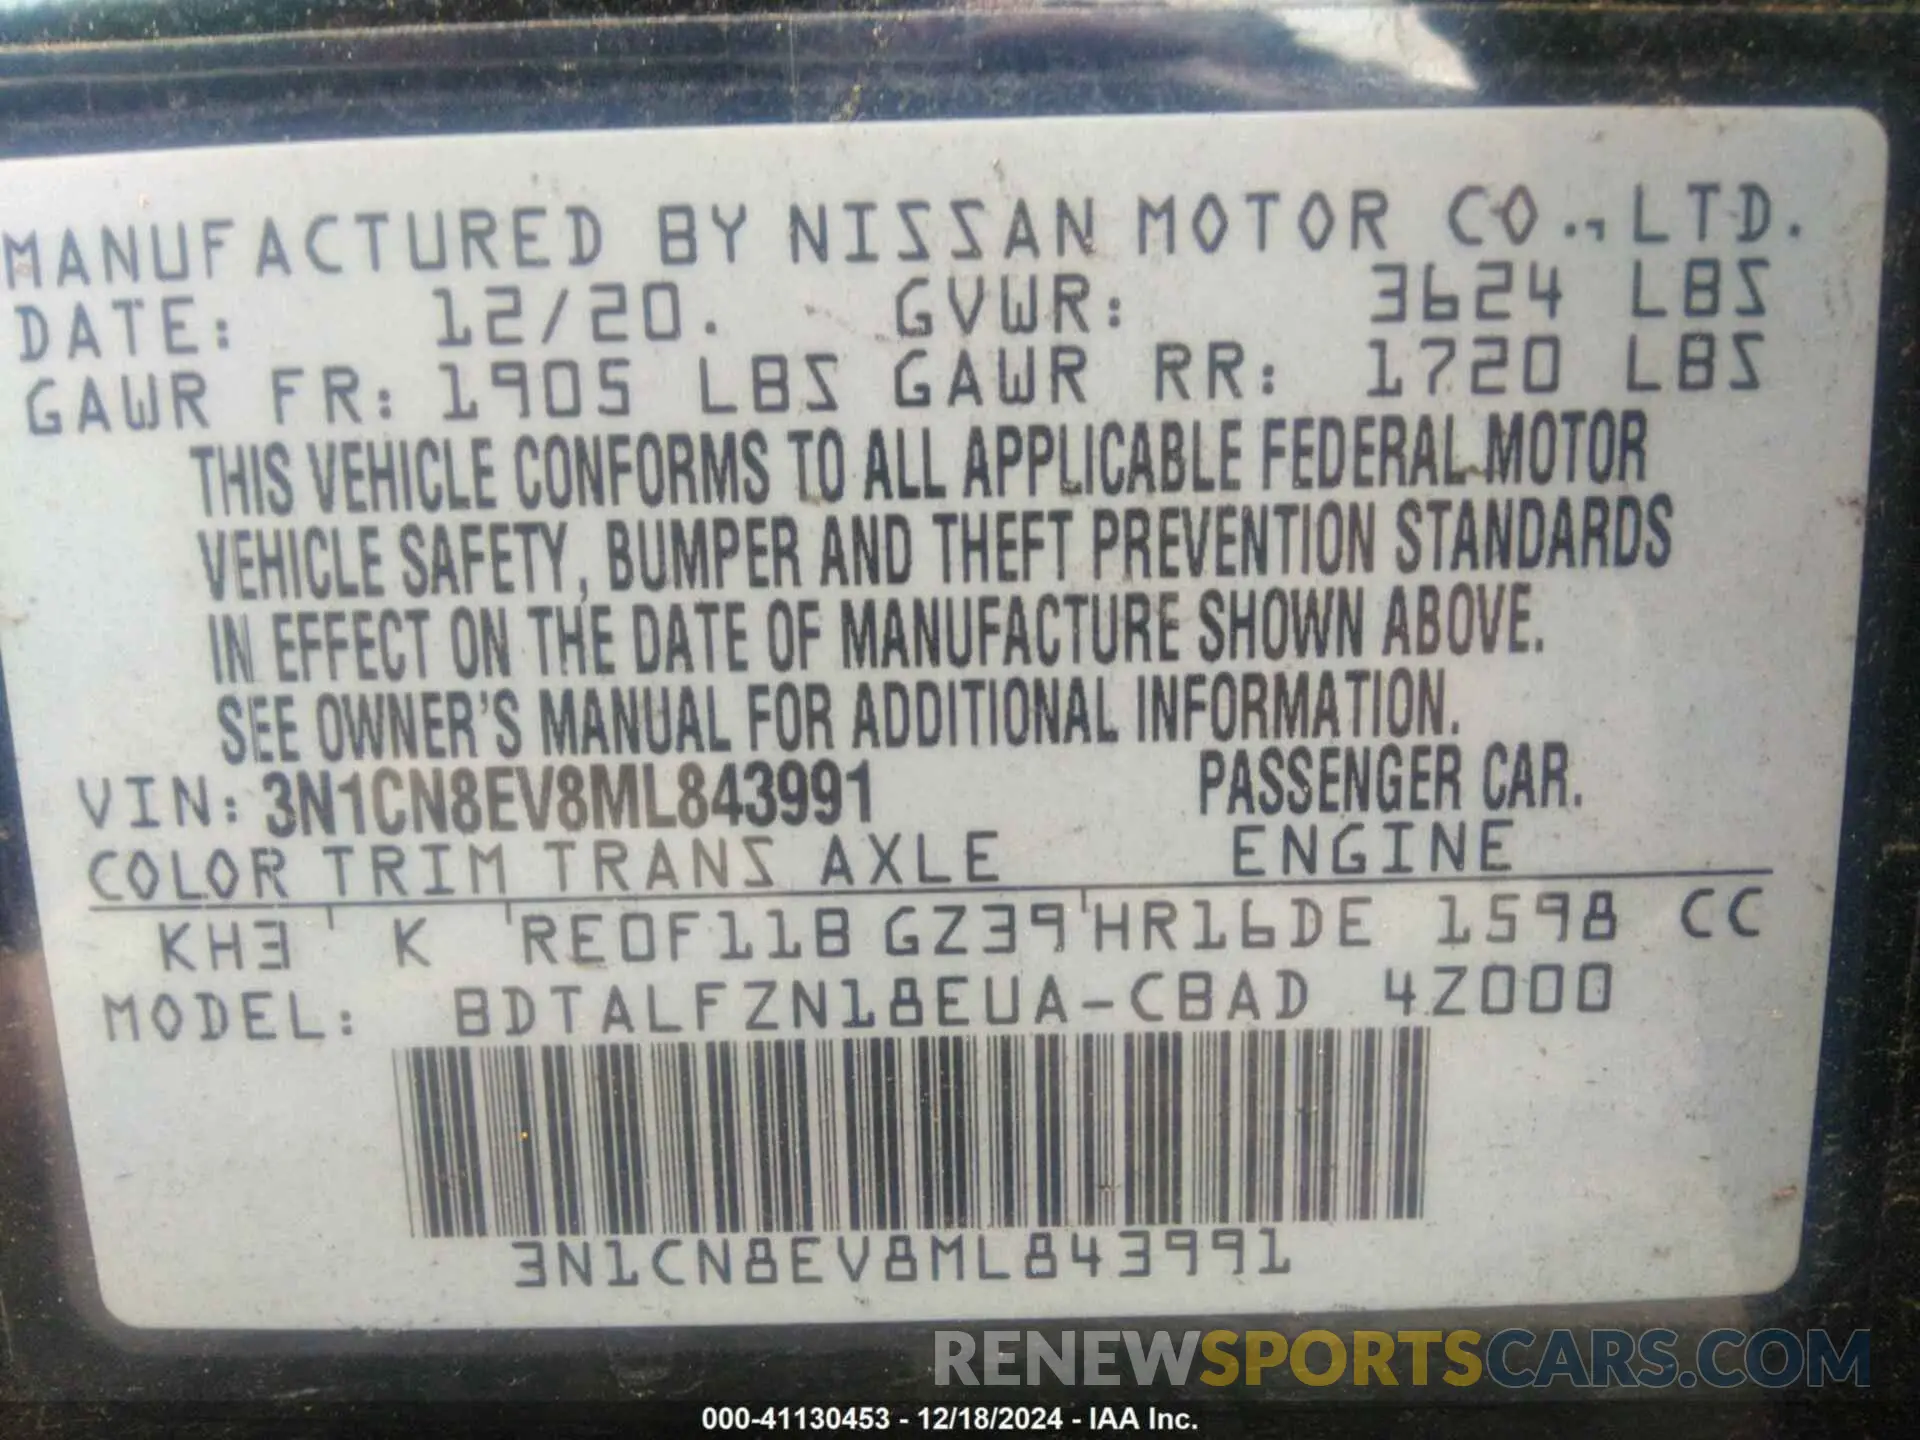 MANUFACTURED BY NISSAN MOTOR CO., LTD.
DATE: 12/20. GVWR: 3624 LBS
GAWR FR: 1905 LBS GAWR RR: 1720 LBS
THIS VEHICLE CONFORMS TO ALL APPLICABLE FEDERAL MOTOR
VEHICLE SAFETY, BUMPER AND THEFT PREVENTION STANDARDS
IN EFFECT ON THE DATE OF MANUFACTURE SHOWN ABOVE.
SEE OWNER'S MANUAL FOR ADDITIONAL INFORMATION.
VIN: 3N1CN8EV8ML843991 PASSENGER CAR.
COLOR TRIM TRANS AXLE ENGINE
KH3 K RE0F11B GZ39 HR16DE 1598 CC
MODEL: BDTALFZN18EUA-CBAD 4Z000
3N1CN8EV8ML843991
RENEWSPORTSCARS.COM
000-41130453 - 12/18/2024 - IAA Inc.